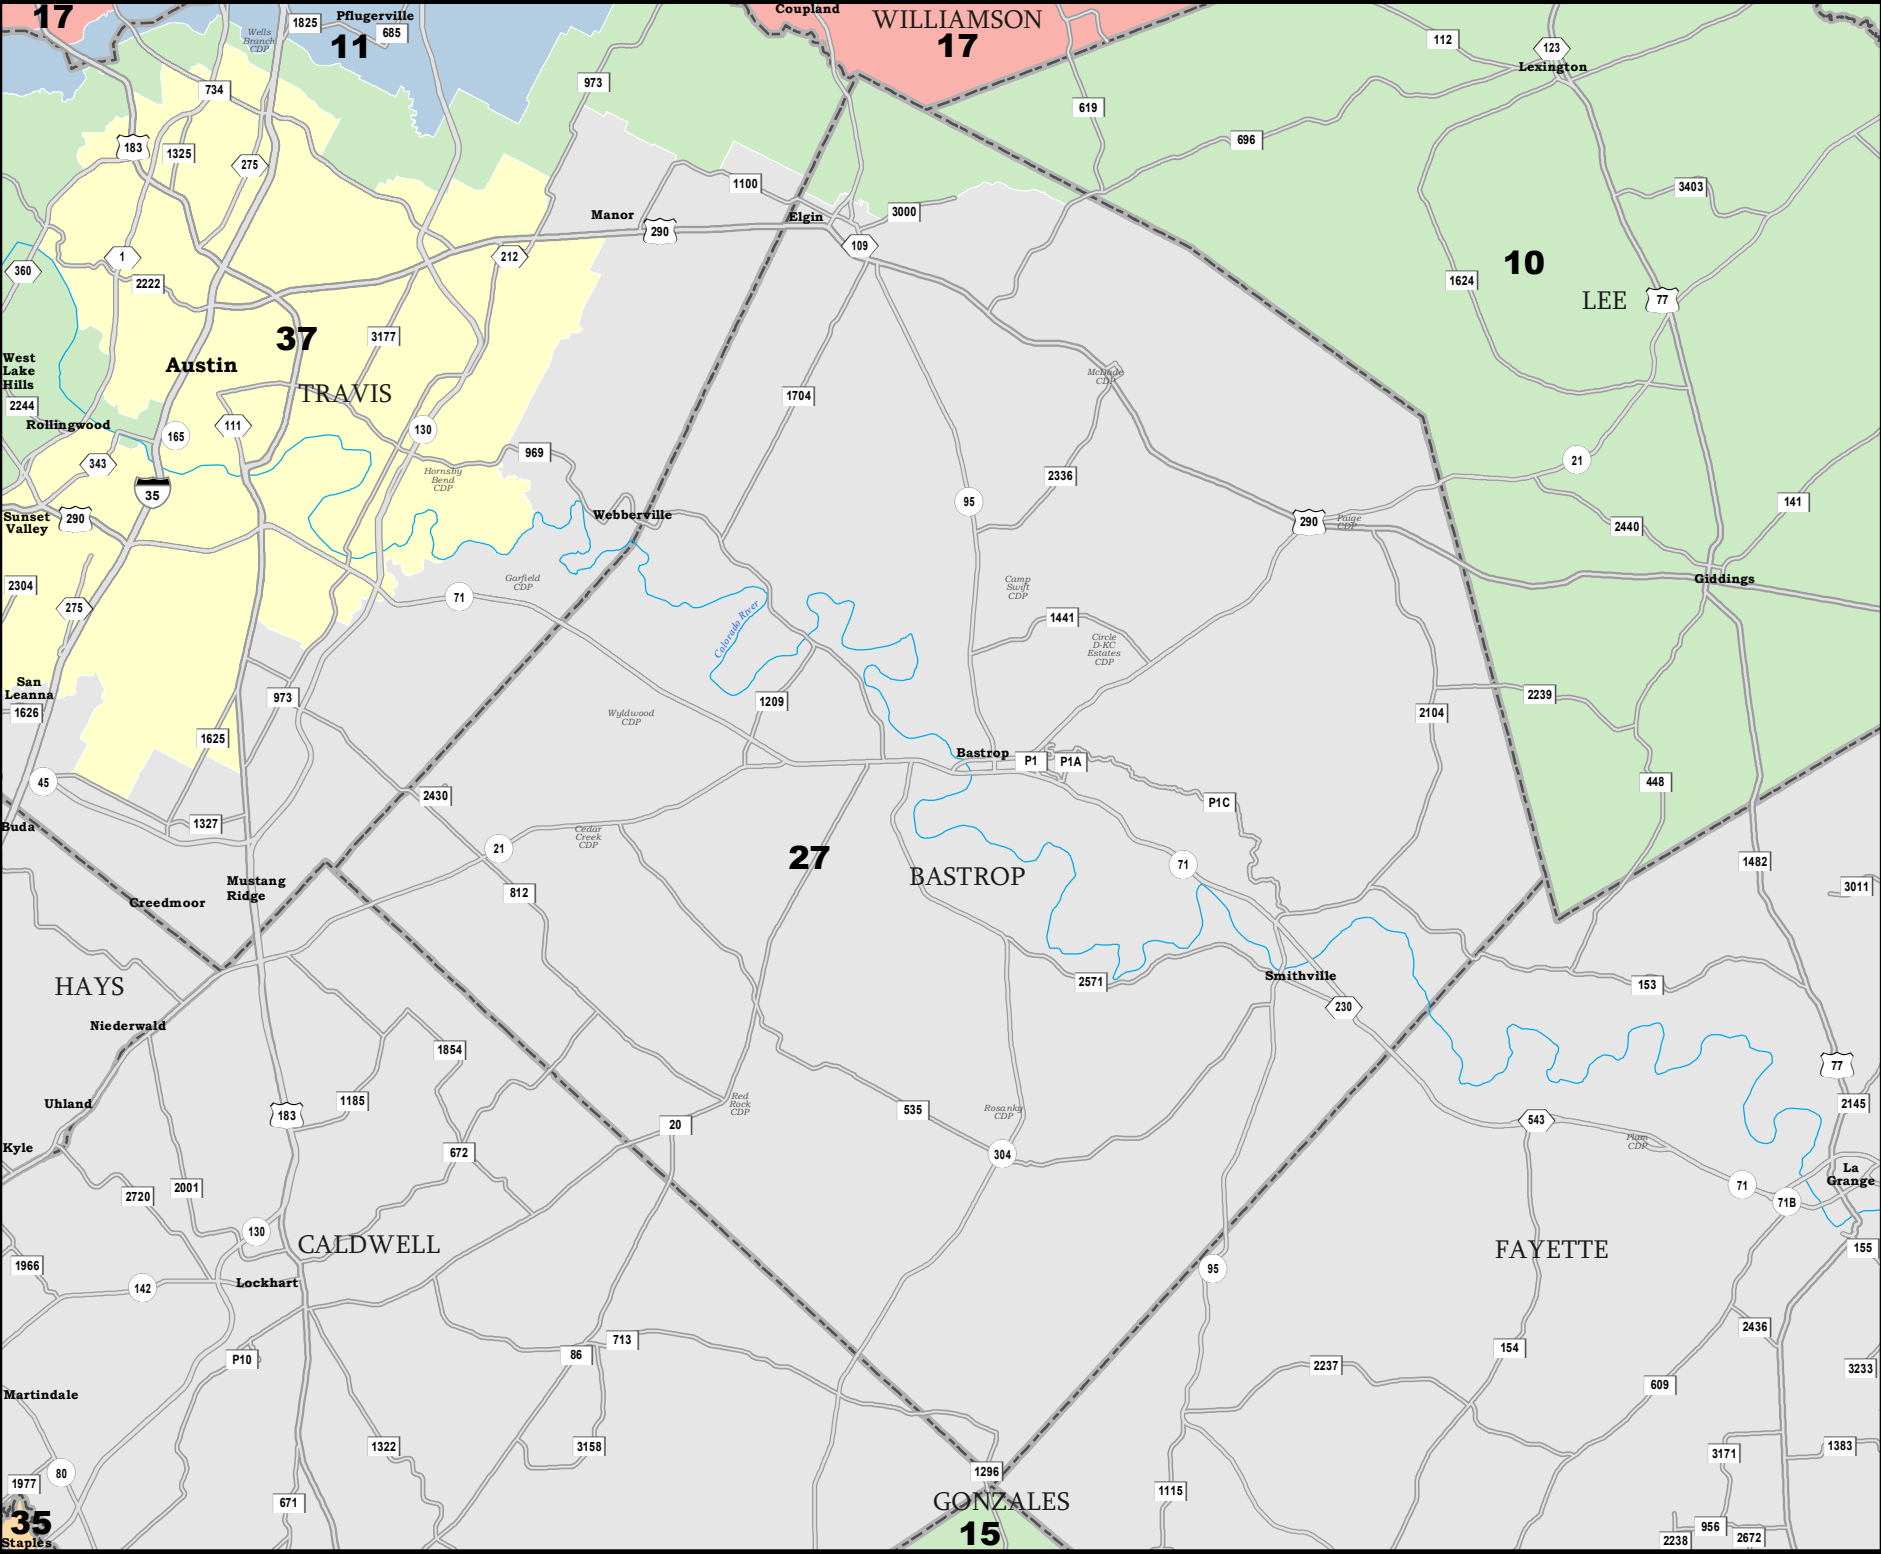 17
1825
Pflugerville
685
11
Wells
Branch
CDP
Coupland
WILLIAMSON
17
112
123
Lexington
973
734
619
696
183
1325
275
1100
3403
Manor
290
Elgin
3000
109
212
360
1
2222
10
LEE
77
1624
37
3177
Austin
TRAVIS
West
Lake
Hills
2244
Rollingwood
165
111
130
343
1704
McDade
CDP
969
Hornsby
Bend
CDP
35
Sunset
Valley
290
Webberville
95
2336
290
Paige
CDP
21
2440
141
Giddings
2304
275
71
Garfield
CDP
Camp
Swift
CDP
1441
Circle
D-KC
Estates
CDP
Colorado River
San
Leanna
1626
973
1625
Wyldwood
CDP
1209
2104
2239
Bastrop
P1
P1A
P1C
448
45
2430
1327
Buda
21
Cedar
Creek
CDP
27
BASTROP
71
1482
3011
Mustang
Ridge
Creedmoor
812
HAYS
2571
Smithville
230
153
Niederwald
1854
77
Uhland
1185
183
Red
Rock
CDP
535
Rosanky
CDP
2145
543
Plum
CDP
Kyle
20
672
304
La
Grange
71
71B
2720
2001
130
CALDWELL
FAYETTE
155
1966
142
Lockhart
95
P10
86
713
2436
154
2237
609
3233
Martindale
1322
3158
3171
1383
80
1977
1296
1115
671
GONZALES
15
35
Staples
956
2238
2672